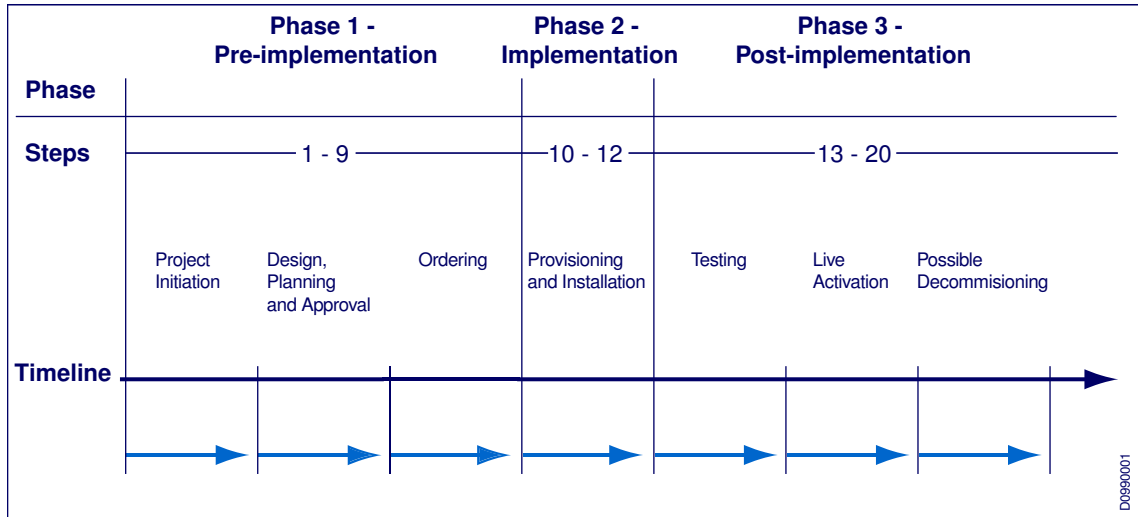 Phase 1 -
Pre-implementation
Phase 2 -
Implementation
Phase 3 -
Post-implementation
Phase
Steps
1 - 9
10 - 12
13 - 20
Project
Initiation
Design,
Planning
and Approval
Ordering
Provisioning
and Installation
Testing
Live
Activation
Possible
Decommisioning
Timeline
D0990001